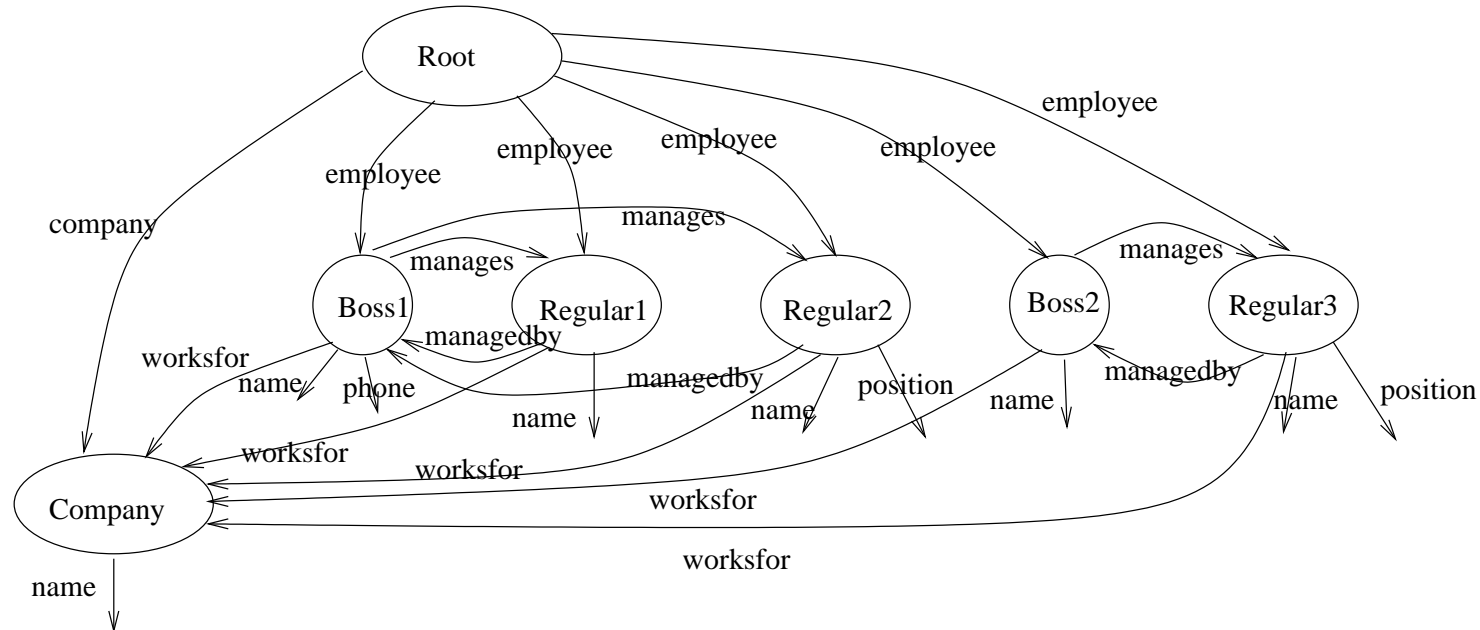 Root
employee
employee
employee
employee
employee
company
manages
manages
manages
Boss1
Regular1
Regular2
Boss2
Regular3
managedby
worksfor
name
phone
managedby
position
managedby
position
name
name
name
name
worksfor
worksfor
worksfor
Company
worksfor
name